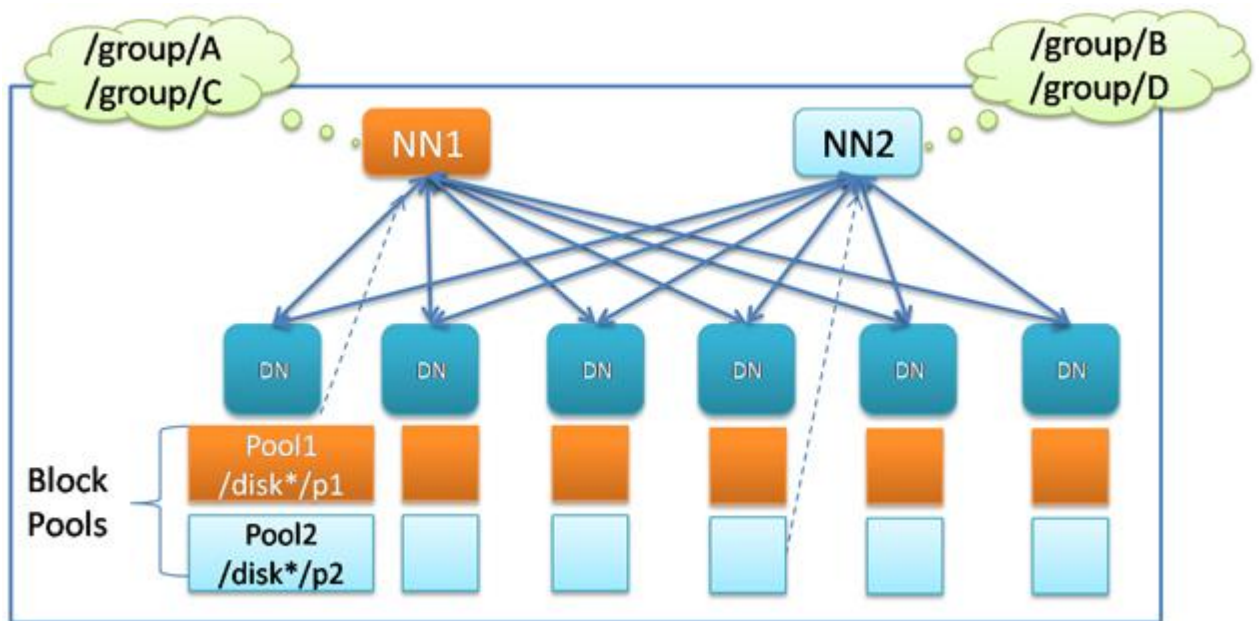 /group/A
/group/C
/group/B
/group/D
NN1
NN2
DN
DN
DN
DN
DN
DN
Block
Pools
Pool1
/disk*/p1
Pool2
/disk*/p2